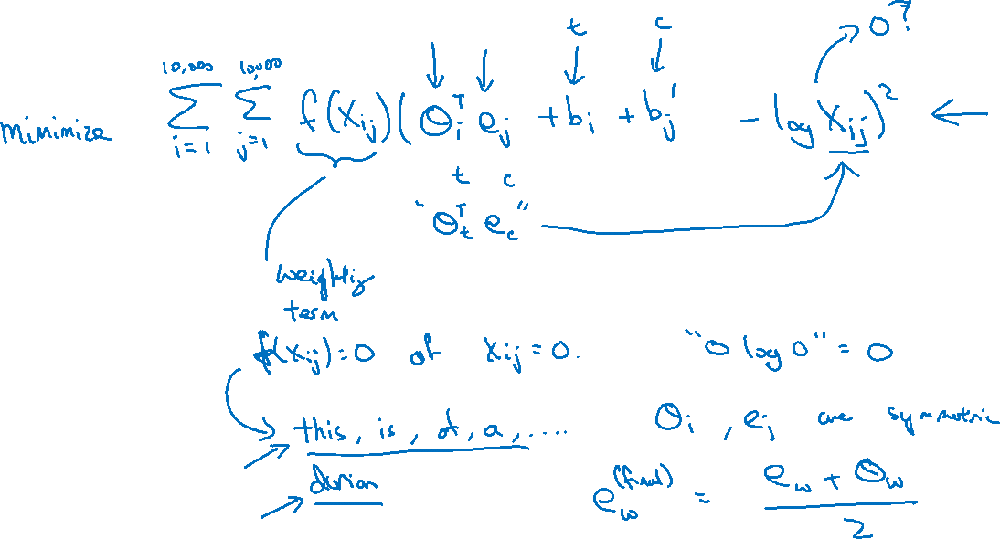 t c 0?
minimize $\sum_{i=1}^{10,000} \sum_{j=1}^{10,000} f(X_{ij}) (\theta_i^T e_j + b_i + b_j' - \log X_{ij})^2$
t c
"$\theta_t^T e_c$"
weighting
term
$f(X_{ij}) = 0$ if $X_{ij} = 0$. "0 log 0" = 0
this, is, of, a, .... $\theta_i, e_j$ are symmetric
durian $e_w^{(final)} = \frac{e_w + \theta_w}{2}$